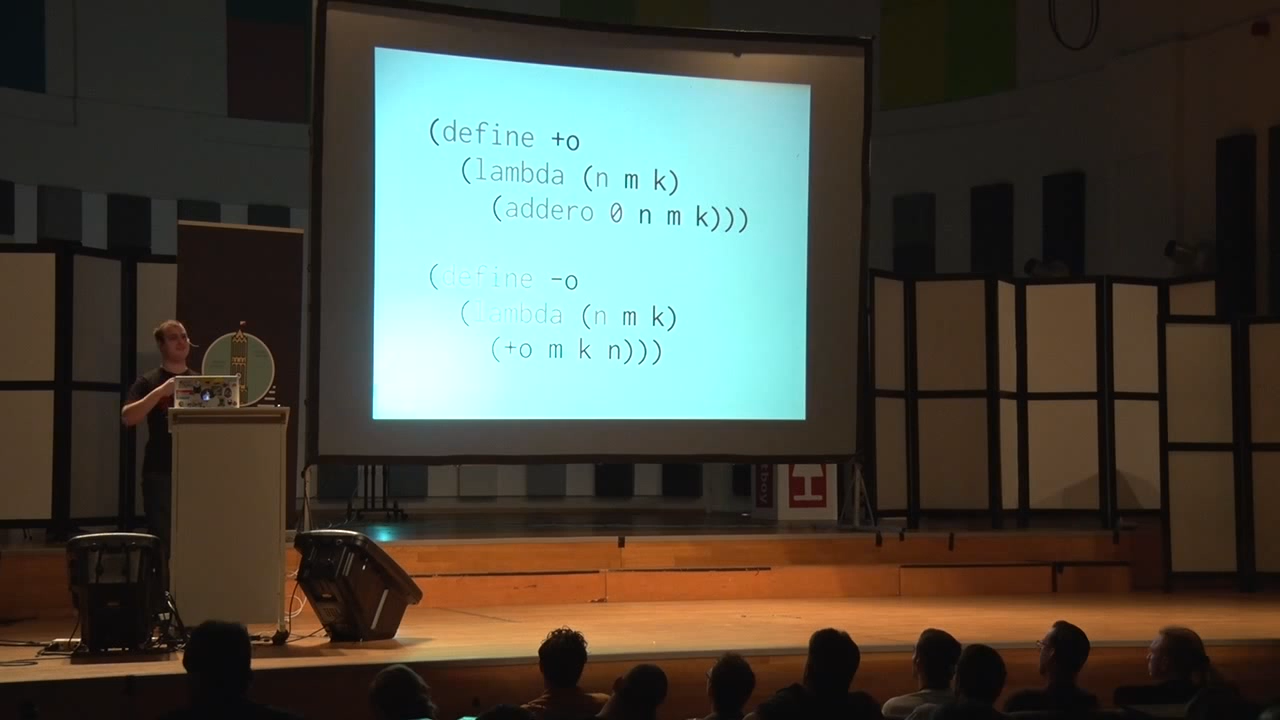 (define +o
(lambda (n m k)
(addero 0 n m k)))
(define -o
(lambda (n m k)
(+o m k n)))
H